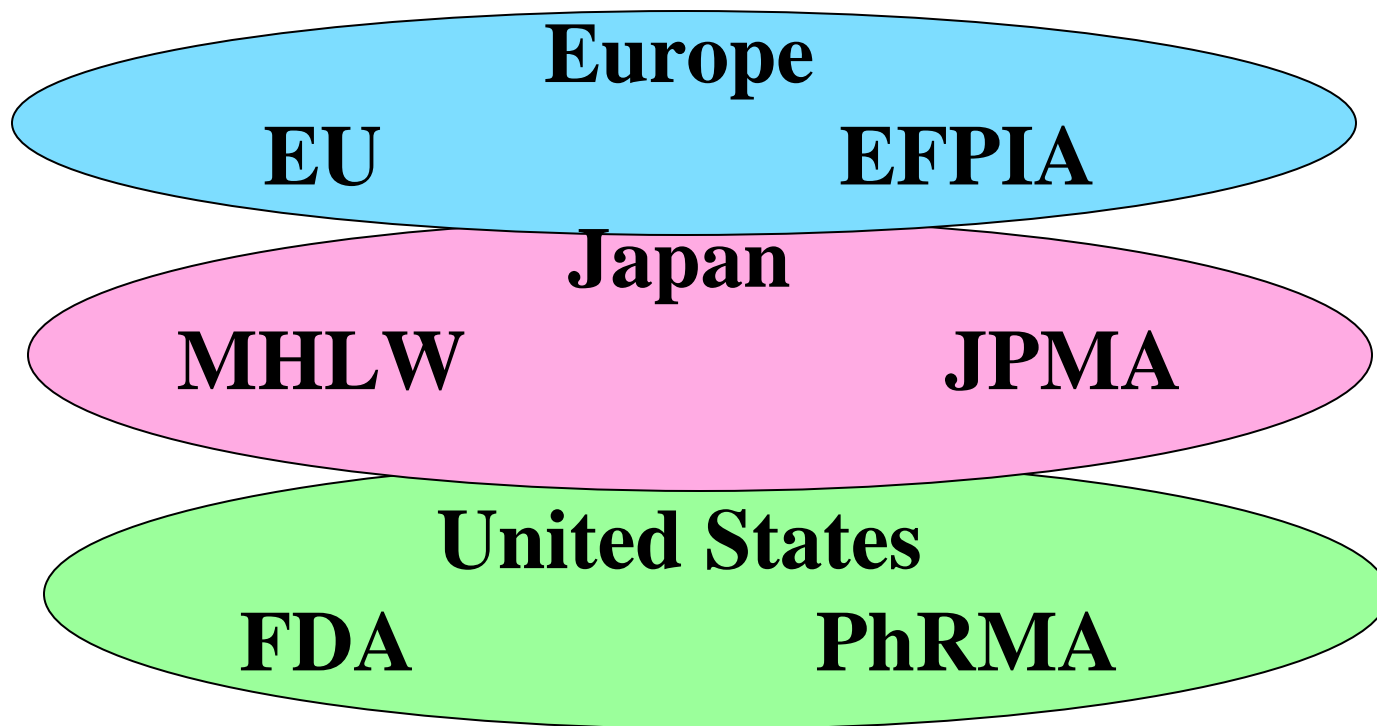 Europe
EU EFPIA
Japan
MHLW JPMA
United States
FDA PhRMA